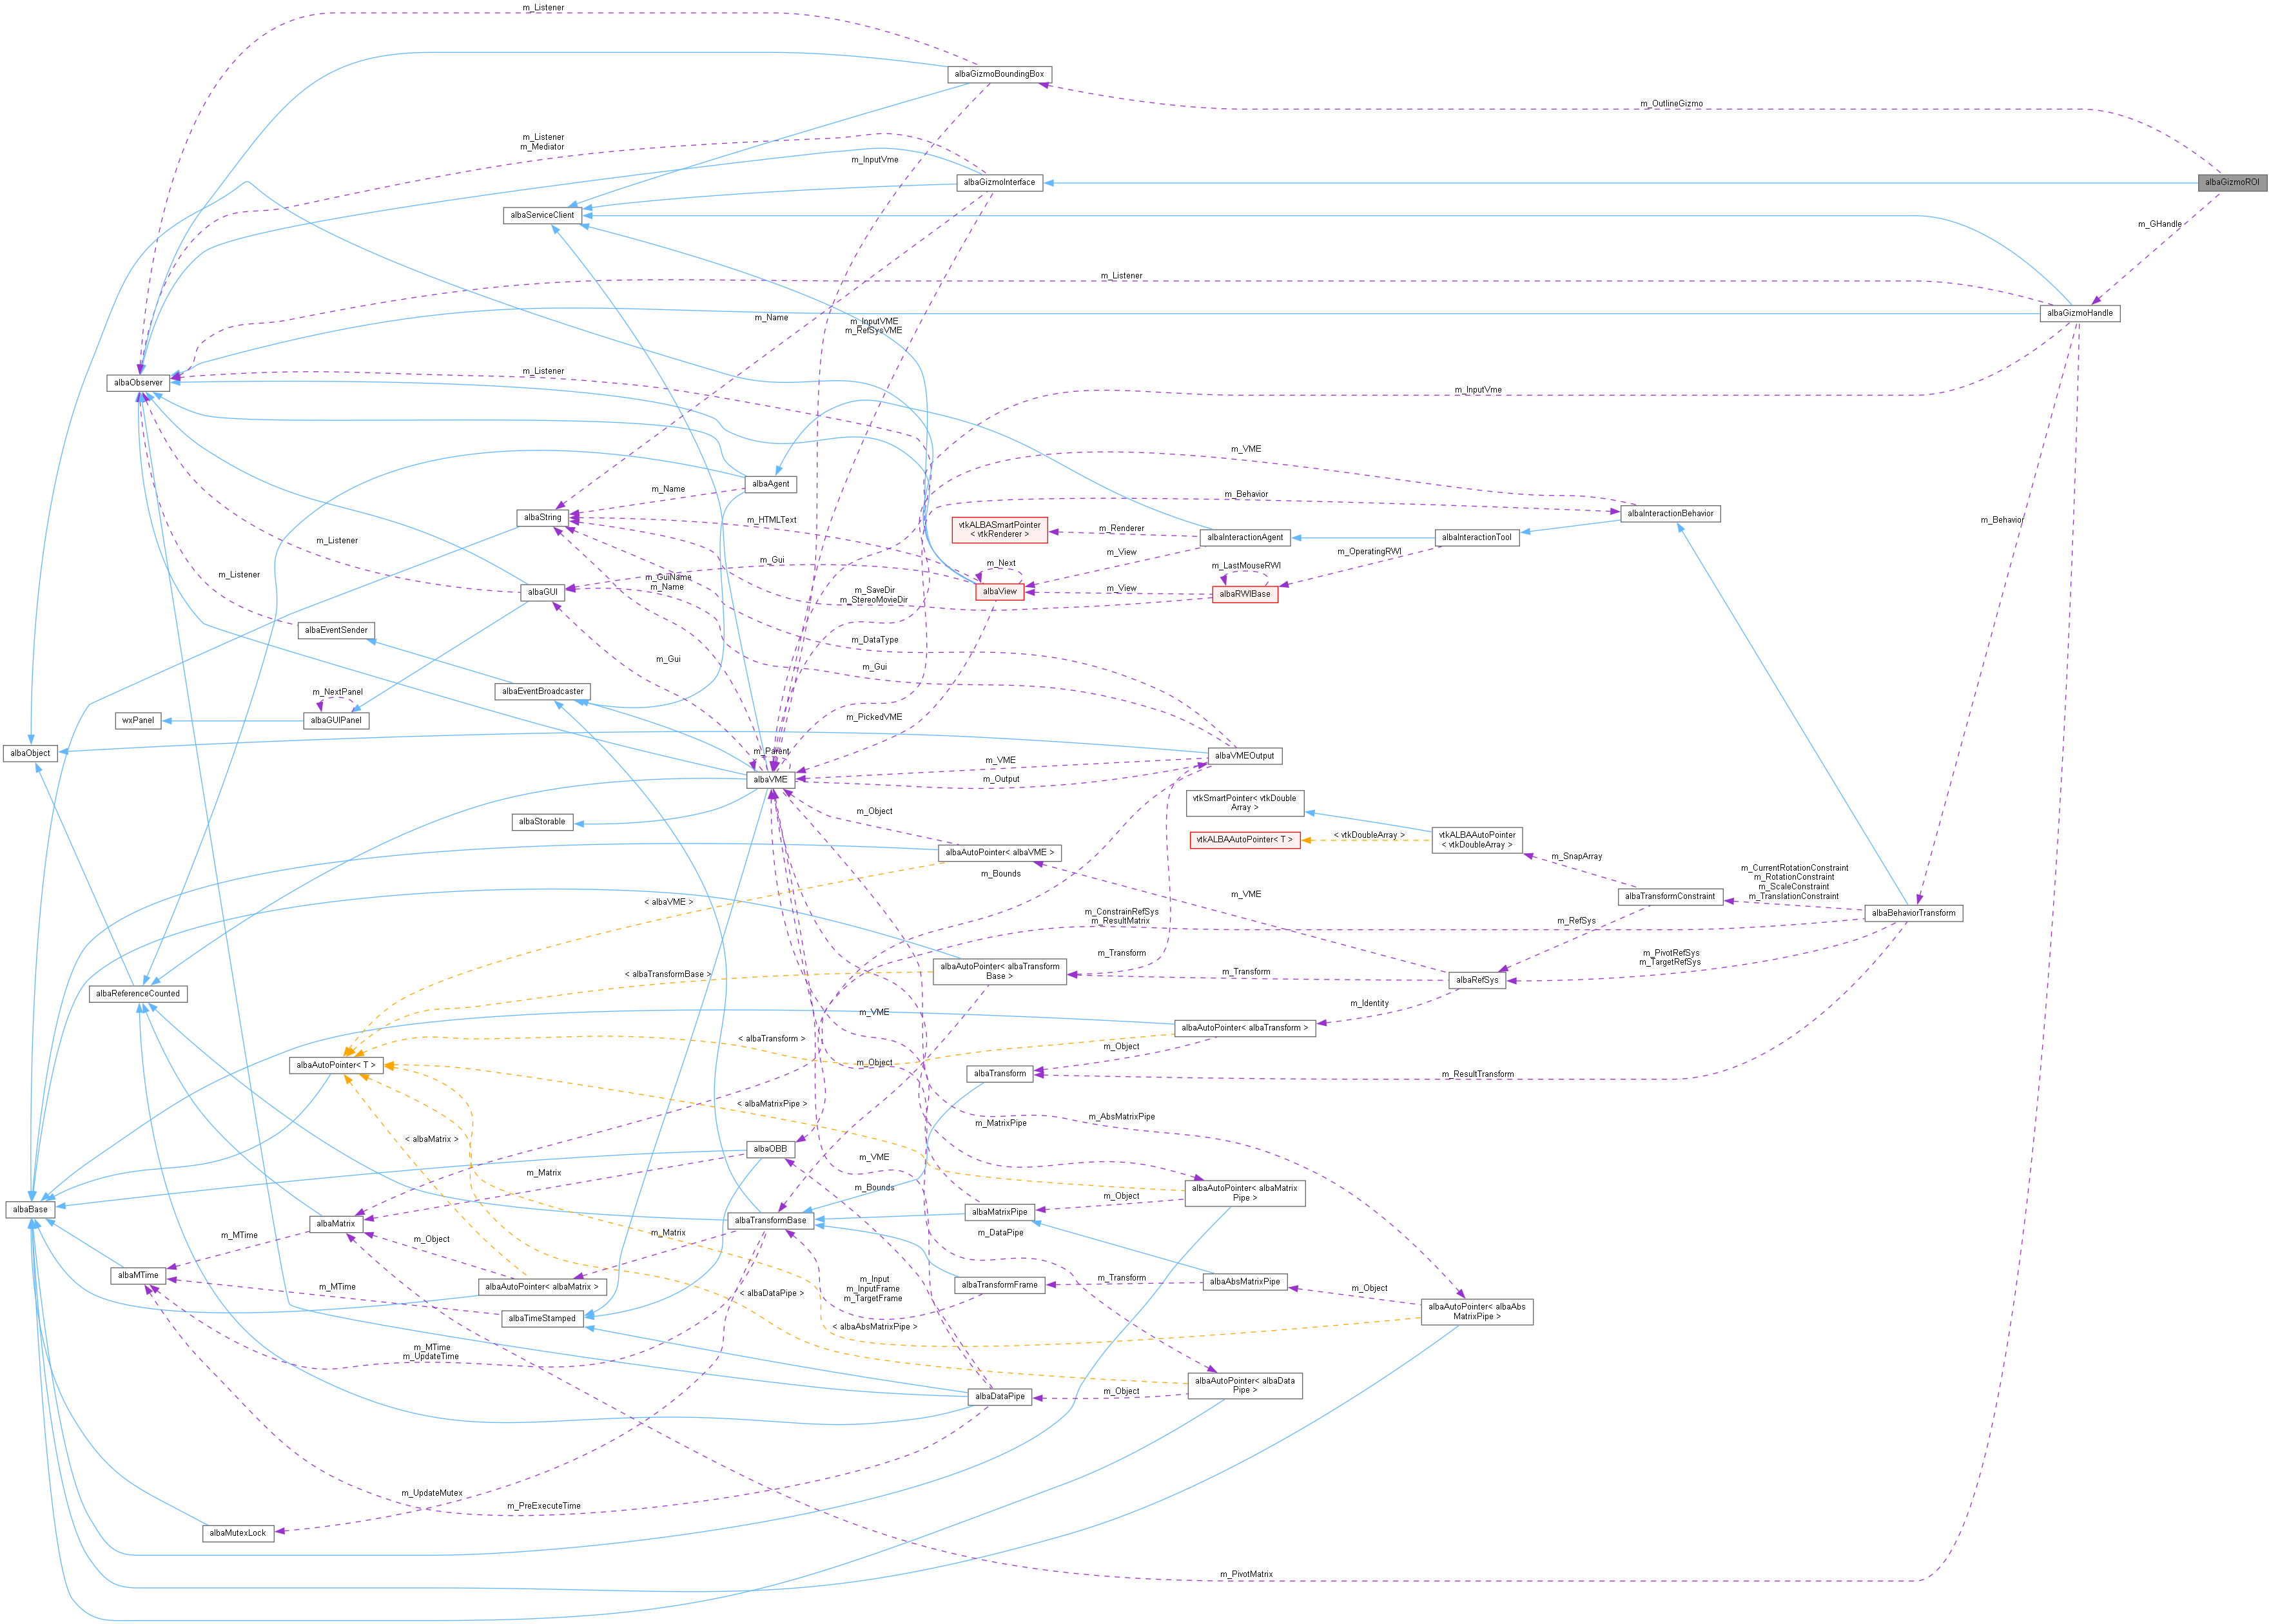 m_Listener
albaGizmoBoundingBox
m_OutlineGizmo
m_Listener
m_Mediator
m_InputVme
albaGizmoInterface
albaGizmoROI
albaServiceClient
m_GHandle
m_Listener
albaGizmoHandle
m_Name
m_InputVME
m_RefSysVME
m_Listener
albaObserver
m_InputVme
m_VME
albaAgent
m_Name
m_Behavior
albaString
m_HTMLText
vtkALBASmartPointer
< vtkRenderer >
m_Renderer
albaInteractionBehavior
m_Behavior
albaInteractionAgent
albaInteractionTool
m_Listener
m_View
m_OperatingRWI
m_Gui
m_Next
m_LastMouseRWI
m_Listener
m_GuiName
m_Name
albaGUI
m_SaveDir
m_StereoMovieDir
albaView
m_View
albaRWIBase
albaEventSender
m_DataType
m_Gui
m_Gui
m_NextPanel
albaEventBroadcaster
wxPanel
albaGUIPanel
m_PickedVME
albaObject
m_Parent
m_VME
albaVMEOutput
albaVME
m_Output
vtkSmartPointer< vtkDouble
Array >
albaStorable
m_Object
vtkALBAAutoPointer< T >
< vtkDoubleArray >
vtkALBAAutoPointer
< vtkDoubleArray >
albaAutoPointer< albaVME >
m_SnapArray
m_Bounds
m_CurrentRotationConstraint
m_RotationConstraint
m_ScaleConstraint
m_TranslationConstraint
< albaVME >
m_VME
albaTransformConstraint
m_ConstrainRefSys
m_ResultMatrix
m_RefSys
albaBehaviorTransform
m_Transform
m_PivotRefSys
m_TargetRefSys
< albaTransformBase >
albaAutoPointer< albaTransform
Base >
m_Transform
albaRefSys
albaReferenceCounted
m_VME
m_Identity
albaAutoPointer< albaTransform >
< albaTransform >
m_Object
albaAutoPointer< T >
m_Object
albaTransform
m_ResultTransform
< albaMatrixPipe >
m_AbsMatrixPipe
m_MatrixPipe
< albaMatrix >
albaOBB
m_VME
m_Matrix
m_Bounds
albaAutoPointer< albaMatrix
Pipe >
m_Object
albaBase
albaMatrix
albaTransformBase
albaMatrixPipe
m_MTime
m_Matrix
m_DataPipe
m_Object
albaMTime
m_MTime
albaAutoPointer< albaMatrix >
m_Input
m_InputFrame
m_TargetFrame
albaTransformFrame
m_Transform
albaAbsMatrixPipe
m_Object
< albaDataPipe >
albaAutoPointer< albaAbs
MatrixPipe >
albaTimeStamped
< albaAbsMatrixPipe >
m_MTime
m_UpdateTime
albaDataPipe
m_Object
albaAutoPointer< albaData
Pipe >
m_UpdateMutex
m_PreExecuteTime
albaMutexLock
m_PivotMatrix